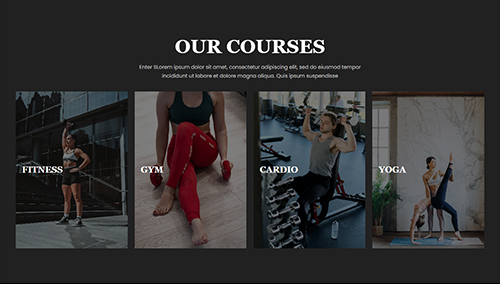 OUR COURSES
Enter SLorem ipsum dolor sit amet, consectetur adipiscing elit, sed do eiusmod tempor
incididunt ut labore et dolore magna aliqua. Quis ipsum suspendisse
FITNESS
GYM
CARDIO
YOGA